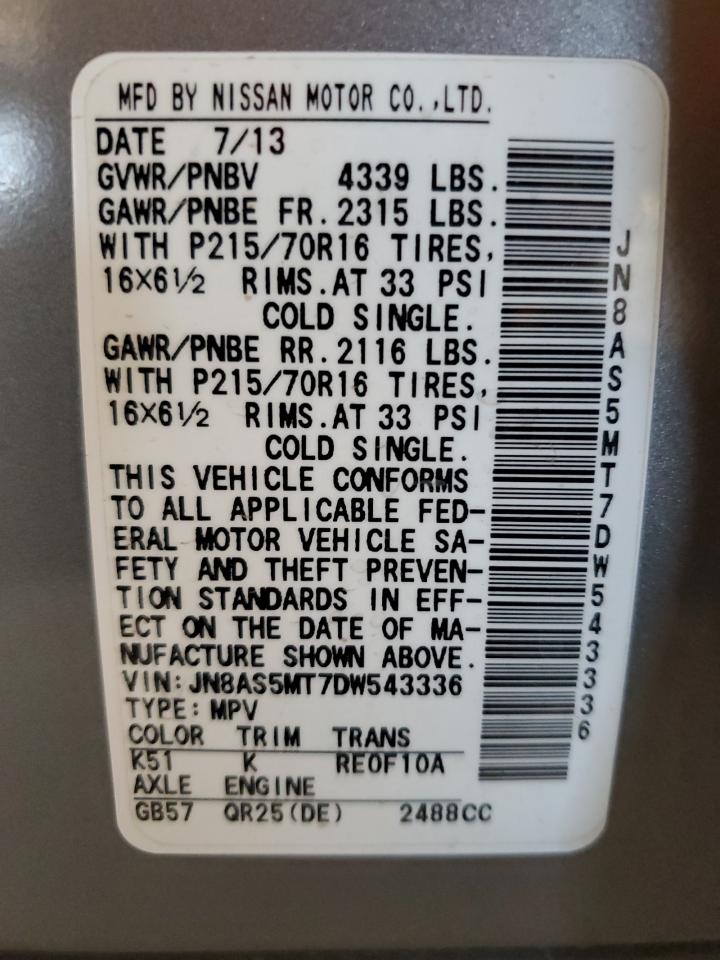 MFD BY NISSAN MOTOR CO.,LTD.
DATE 7/13
GVWR/PNBV 4339 LBS.
GAWR/PNBE FR. 2315 LBS.
WITH P215/70R16 TIRES,
16X6½ RIMS. AT 33 PSI
COLD SINGLE.
GAWR/PNBE RR. 2116 LBS.
WITH P215/70R16 TIRES,
16X6½ RIMS. AT 33 PSI
COLD SINGLE.
THIS VEHICLE CONFORMS
TO ALL APPLICABLE FED-
ERAL MOTOR VEHICLE SA-
FETY AND THEFT PREVEN-
TION STANDARDS IN EFF-
ECT ON THE DATE OF MA-
NUFACTURE SHOWN ABOVE.
VIN: JN8AS5MT7DW543336
TYPE: MPV
COLOR TRIM TRANS
K51 K RE0F10A
AXLE ENGINE
GB57 QR25(DE) 2488CC
JN8AS5MT7DW543336